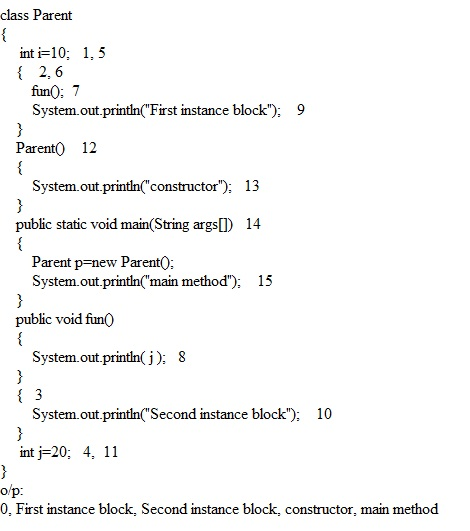 class Parent
{
int i=10; 1, 5
{ 2, 6
fun(); 7
System.out.println("First instance block"); 9
}
Parent() 12
{
System.out.println("constructor"); 13
}
public static void main(String args[]) 14
{
Parent p=new Parent();
System.out.println("main method"); 15
}
public void fun()
{
System.out.println( j ); 8
}
{ 3
System.out.println("Second instance block"); 10
}
int j=20; 4, 11
}
o/p:
0, First instance block, Second instance block, constructor, main method